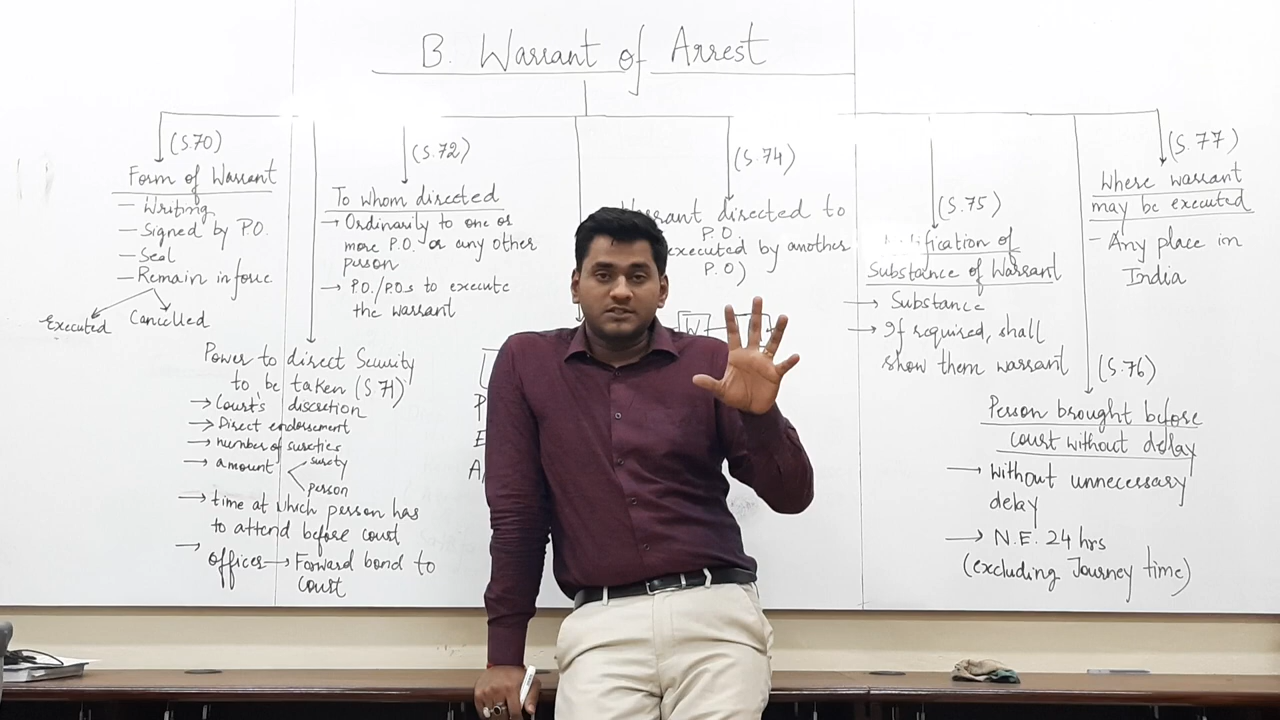 B. Warrant of Arrest
(S.70)
Form of Warrant
— Writing
— Signed by P.O.
— Seal
— Remain in force
Executed
Cancelled
Power to direct Security
to be taken (S 71)
→ Court's discretion
→ Direct endorsement
→ number of sureties
→ amount
surety
person
→ time at which person has
to attend before court
→ officer → Forward bond to
court
(S.72)
To whom directed
→ Ordinarily to one or
more P.O. or any other
person
→ P.O./P.Os to execute
the warrant
(S.74)
Warrant directed to
P.O.
executed by another
P.O)
W
P
E
A
(S.75)
of
Substance of Warrant
→ Substance
→ If required, shall
show them warrant
(S.76)
Person brought before
court without delay
→ Without unnecessary
delay
→ N.E. 24 hrs
(excluding Journey time)
(S.77)
Where warrant
may be executed
- Any place in
India